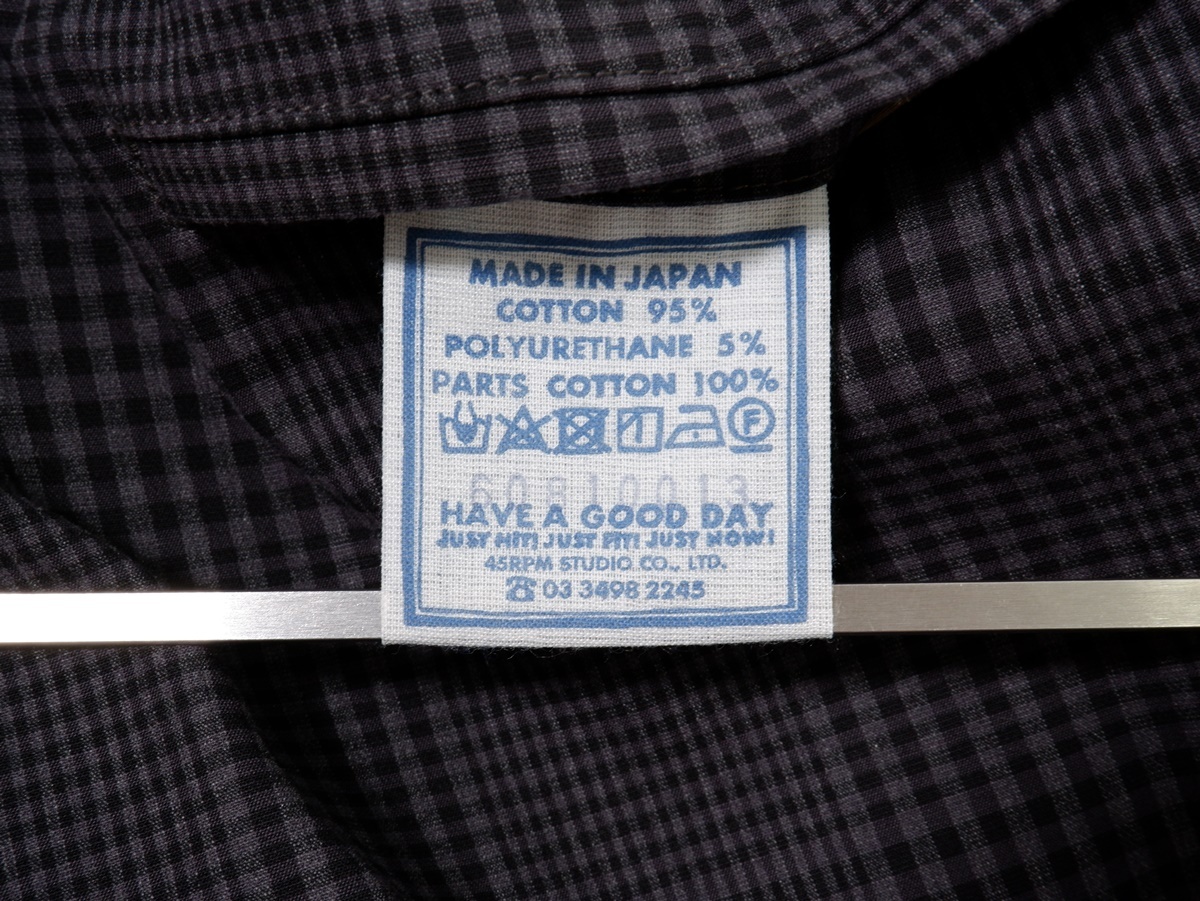 MADE IN JAPAN
COTTON 95%
POLYURETHANE 5%
PARTS COTTON 100%
F
60810013
HAVE A GOOD DAY
JUST HIT! JUST FIT! JUST NOW!
45RPM STUDIO CO., LTD.
☎ 03 3498 2245